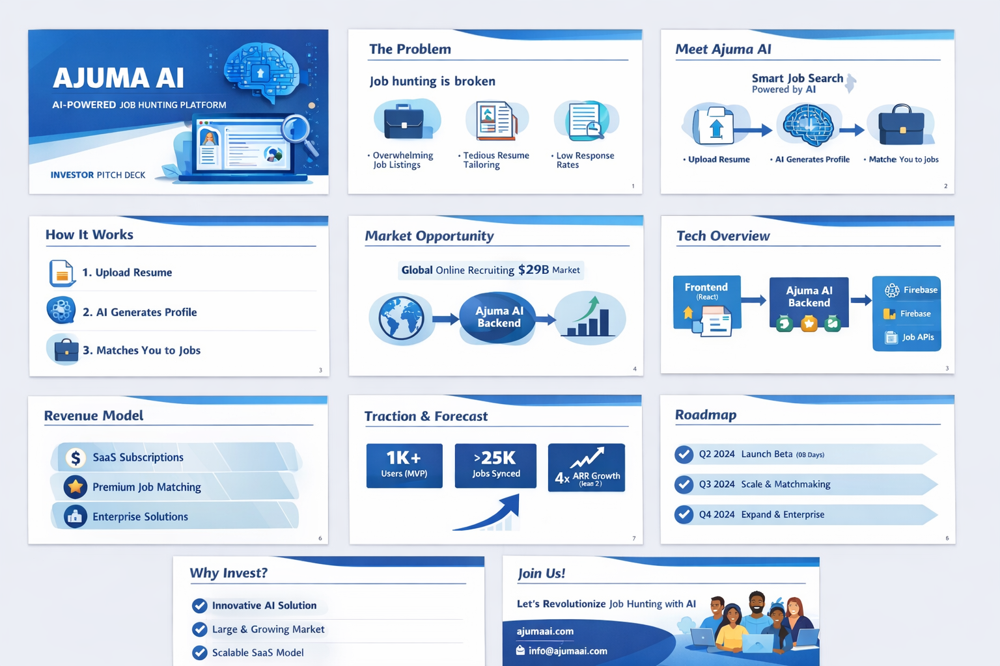 AJUMA AI
AI-POWERED JOB HUNTING PLATFORM
INVESTOR PITCH DECK
The Problem
Job hunting is broken
• Overwhelming
Job Listings
• Tedious Resume
Tailoring
• Low Response
Rates
1
Meet Ajuma AI
Smart Job Search
Powered by AI
• Upload Resume
• AI Generates Profile
• Matche You to jobs
2
How It Works
1. Upload Resume
2. AI Generates Profile
3. Matches You to Jobs
3
Market Opportunity
Global Online Recruiting $29B Market
Ajuma AI
Backend
4
Tech Overview
Frontend
(React)
Ajuma AI
Backend
Firebase
Firebase
Job APIs
3
Revenue Model
SaaS Subscriptions
Premium Job Matching
Enterprise Solutions
6
Traction & Forecast
1K+
Users (MVP)
>25K
Jobs Synced
4x ARR Growth
(lean 2)
7
Roadmap
Q2 2024 Launch Beta (08 Days)
Q3 2024 Scale & Matchmaking
Q4 2024 Expand & Enterprise
6
Why Invest?
Innovative AI Solution
Large & Growing Market
Scalable SaaS Model
Join Us!
Let's Revolutionize Job Hunting with AI
ajumaai.com
info@ajumaai.com